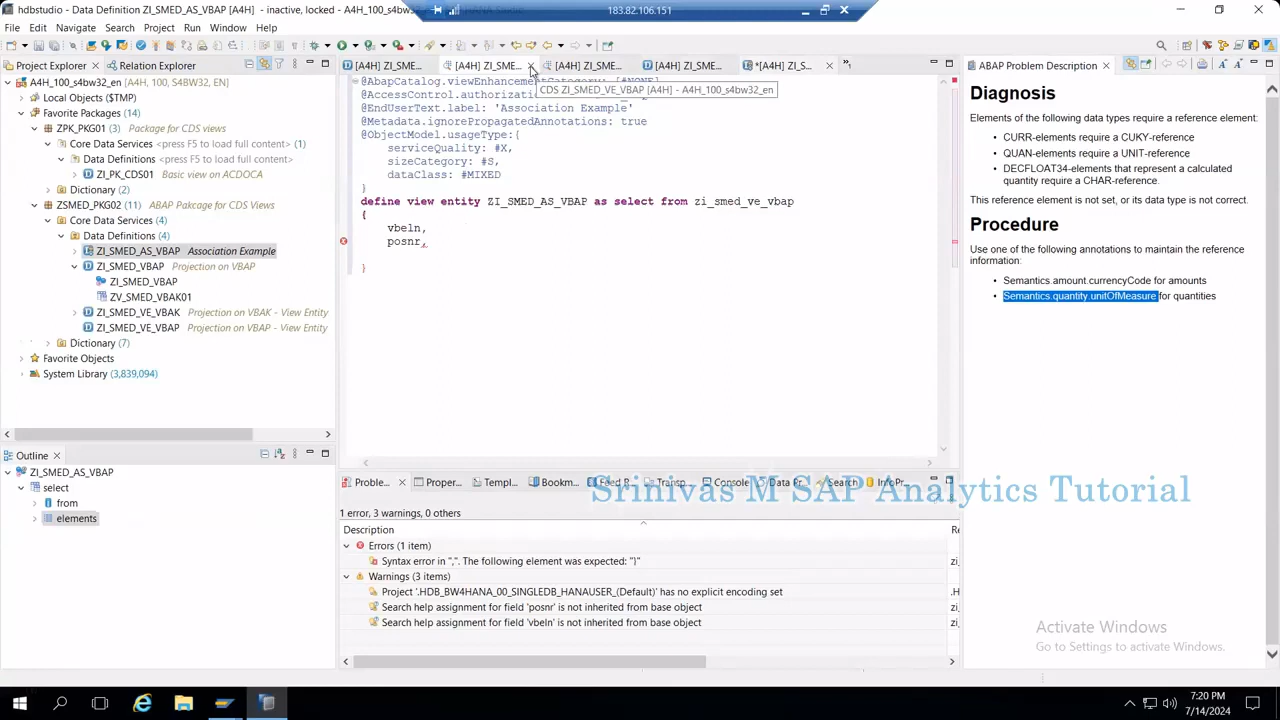 hdbstudio - Data Definition ZI_SMED_AS_VBAP [A4H] - inactive, locked - A4H_100_s4bw32_en
183.82.106.151
File Edit Navigate Search Project Run Window Help
Project Explorer
Relation Explorer
A4H_100_s4bw32_en [A4H, 100, S4BW32, EN]
Local Objects ($TMP)
Favorite Packages (14)
ZPK_PKG01 (3) Package for CDS views
Core Data Services <press F5 to load full content> (1)
Data Definitions <press F5 to load full content>
ZI_PK_CDS01 Basic view on ACDOCA
Dictionary (2)
ZSMED_PKG02 (11) ABAP Pakcage for CDS Views
Core Data Services (4)
Data Definitions (4)
ZI_SMED_AS_VBAP Association Example
ZI_SMED_VBAP Projection on VBAP
ZI_SMED_VBAP
ZV_SMED_VBAK01
ZI_SMED_VE_VBAK Projection on VBAK - View Entity
ZI_SMED_VE_VBAP Projection on VBAP - View Entity
Dictionary (7)
Favorite Objects
System Library (3,839,094)
Outline
ZI_SMED_AS_VBAP
select
from
elements
[A4H] ZI_SME...
[A4H] ZI_SME...
[A4H] ZI_SME...
[A4H] ZI_SME...
*[A4H] ZI_S...
@AbapCatalog.viewEnhancementCategory: [#NONE]
@AccessControl.authorizatio
CDS ZI_SMED_VE_VBAP [A4H] - A4H_100_s4bw32_en
@EndUserText.label: 'Association Example'
@Metadata.ignorePropagatedAnnotations: true
@ObjectModel.usageType:{
serviceQuality: #X,
sizeCategory: #S,
dataClass: #MIXED
}
define view entity ZI_SMED_AS_VBAP as select from zi_smed_ve_vbap
{
vbeln,
posnr,
}
Proble...
Proper...
Templ...
Bookm...
Feed R...
Transp...
Console
Data Pr...
Search
InfoPr...
1 error, 3 warnings, 0 others
Description
Re
Errors (1 item)
Syntax error in ",". The following element was expected: "}"
zi_
Warnings (3 items)
Project '.HDB_BW4HANA_00_SINGLEDB_HANAUSER_(Default)' has no explicit encoding set
.H
Search help assignment for field 'posnr' is not inherited from base object
zi_
Search help assignment for field 'vbeln' is not inherited from base object
zi_
ABAP Problem Description
Diagnosis
Elements of the following data types require a reference element:
CURR-elements require a CUKY-reference
QUAN-elements require a UNIT-reference
DECFLOAT34-elements that represent a calculated
quantity require a CHAR-reference.
This reference element is not set, or its data type is not correct.
Procedure
Use one of the following annotations to maintain the reference
information:
Semantics.amount.currencyCode for amounts
Semantics.quantity.unitOfMeasure for quantities
Srinivas M SAP Analytics Tutorial
Activate Windows
Go to Settings to activate Windows.
7:20 PM
7/14/2024